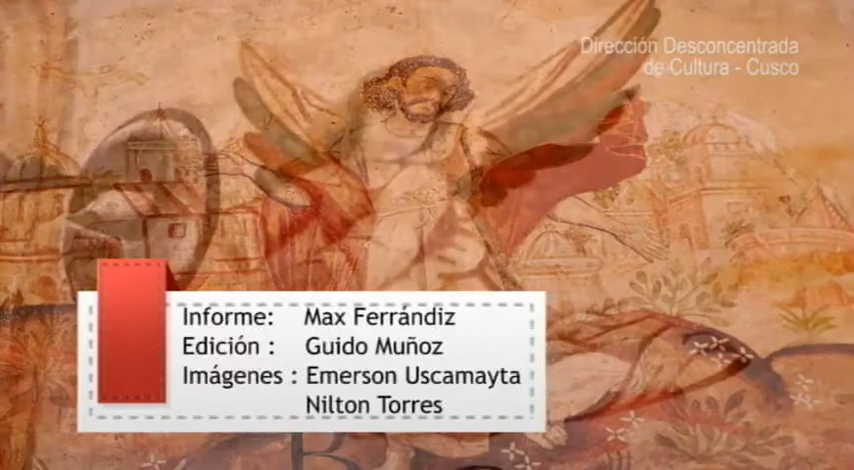 Dirección Desconcentrada
de Cultura - Cusco
Informe: Max Ferrándiz
Edición : Guido Muñoz
Imágenes : Emerson Uscamayta
Nilton Torres